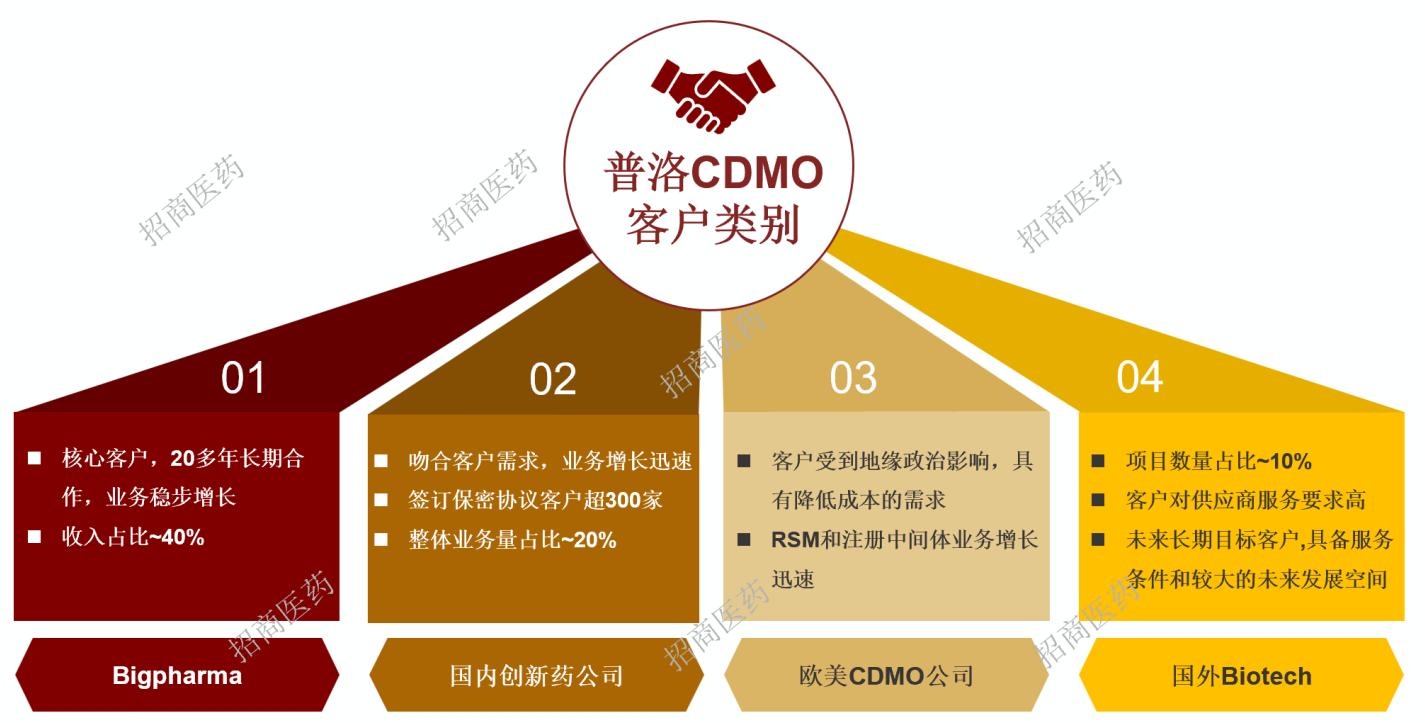 普洛CDMO
客户类别
招商医药
招商医药
招商医药
招商医药
01
核心客户，20多年长期合
作，业务稳步增长
收入占比~40%
Bigpharma
02
吻合客户需求，业务增长迅速
签订保密协议客户超300家
整体业务量占比~20%
国内创新药公司
03
客户受到地缘政治影响，具
有降低成本的需求
RSM和注册中间体业务增长
迅速
欧美CDMO公司
04
项目数量占比~10%
客户对供应商服务要求高
未来长期目标客户,具备服务
条件和较大的未来发展空间
国外Biotech
招商医药
招商医药
招商医药